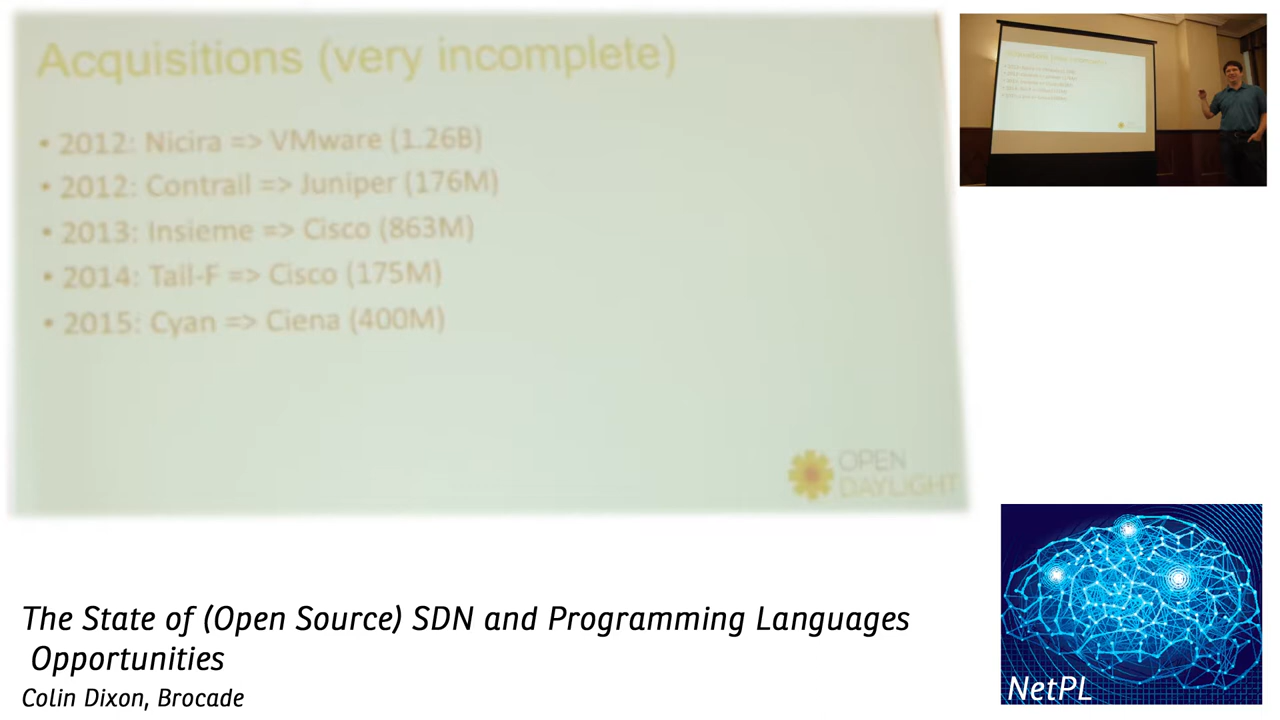 Acquisitions (very incomplete)
• 2012: Nicira => VMware (1.26B)
• 2012: Contrail => Juniper (176M)
• 2013: Insieme => Cisco (863M)
• 2014: Tail-F => Cisco (175M)
• 2015: Cyan => Ciena (400M)
OPEN
DAYLIGHT
The State of (Open Source) SDN and Programming Languages
Opportunities
Colin Dixon, Brocade
NetPL